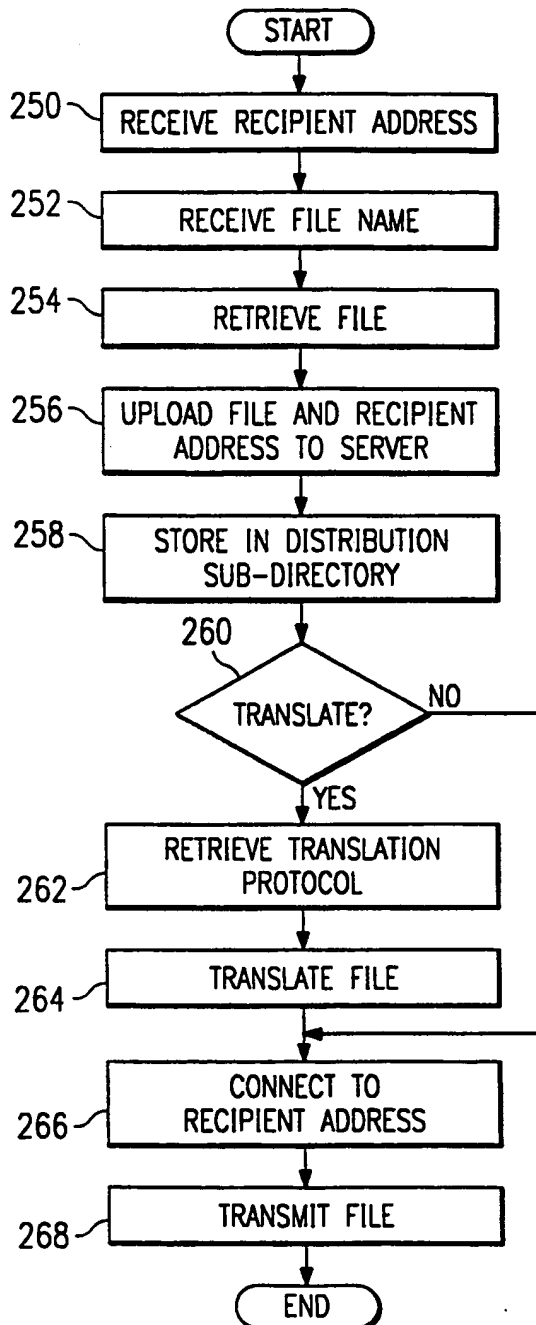 START
250
RECEIVE RECIPIENT ADDRESS
252
RECEIVE FILE NAME
254
RETRIEVE FILE
256
UPLOAD FILE AND RECIPIENT
ADDRESS TO SERVER
258
STORE IN DISTRIBUTION
SUB-DIRECTORY
260
TRANSLATE?
NO
YES
RETRIEVE TRANSLATION
PROTOCOL
262
TRANSLATE FILE
264
CONNECT TO
RECIPIENT ADDRESS
266
TRANSMIT FILE
268
END